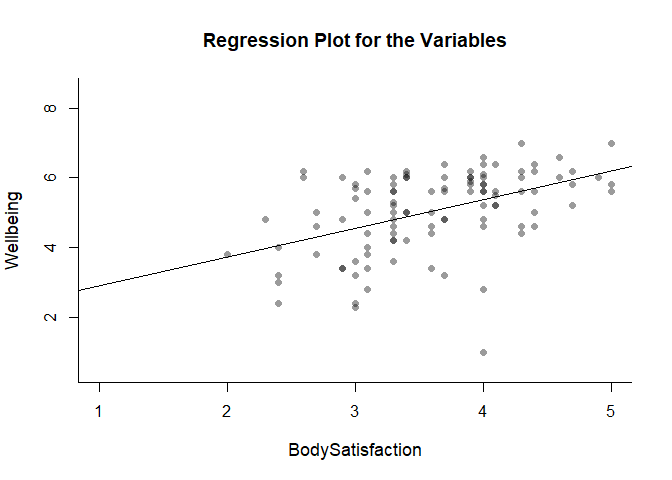 Regression Plot for the Variables
Wellbeing
8
6
4
2
1 2 3 4 5
BodySatisfaction